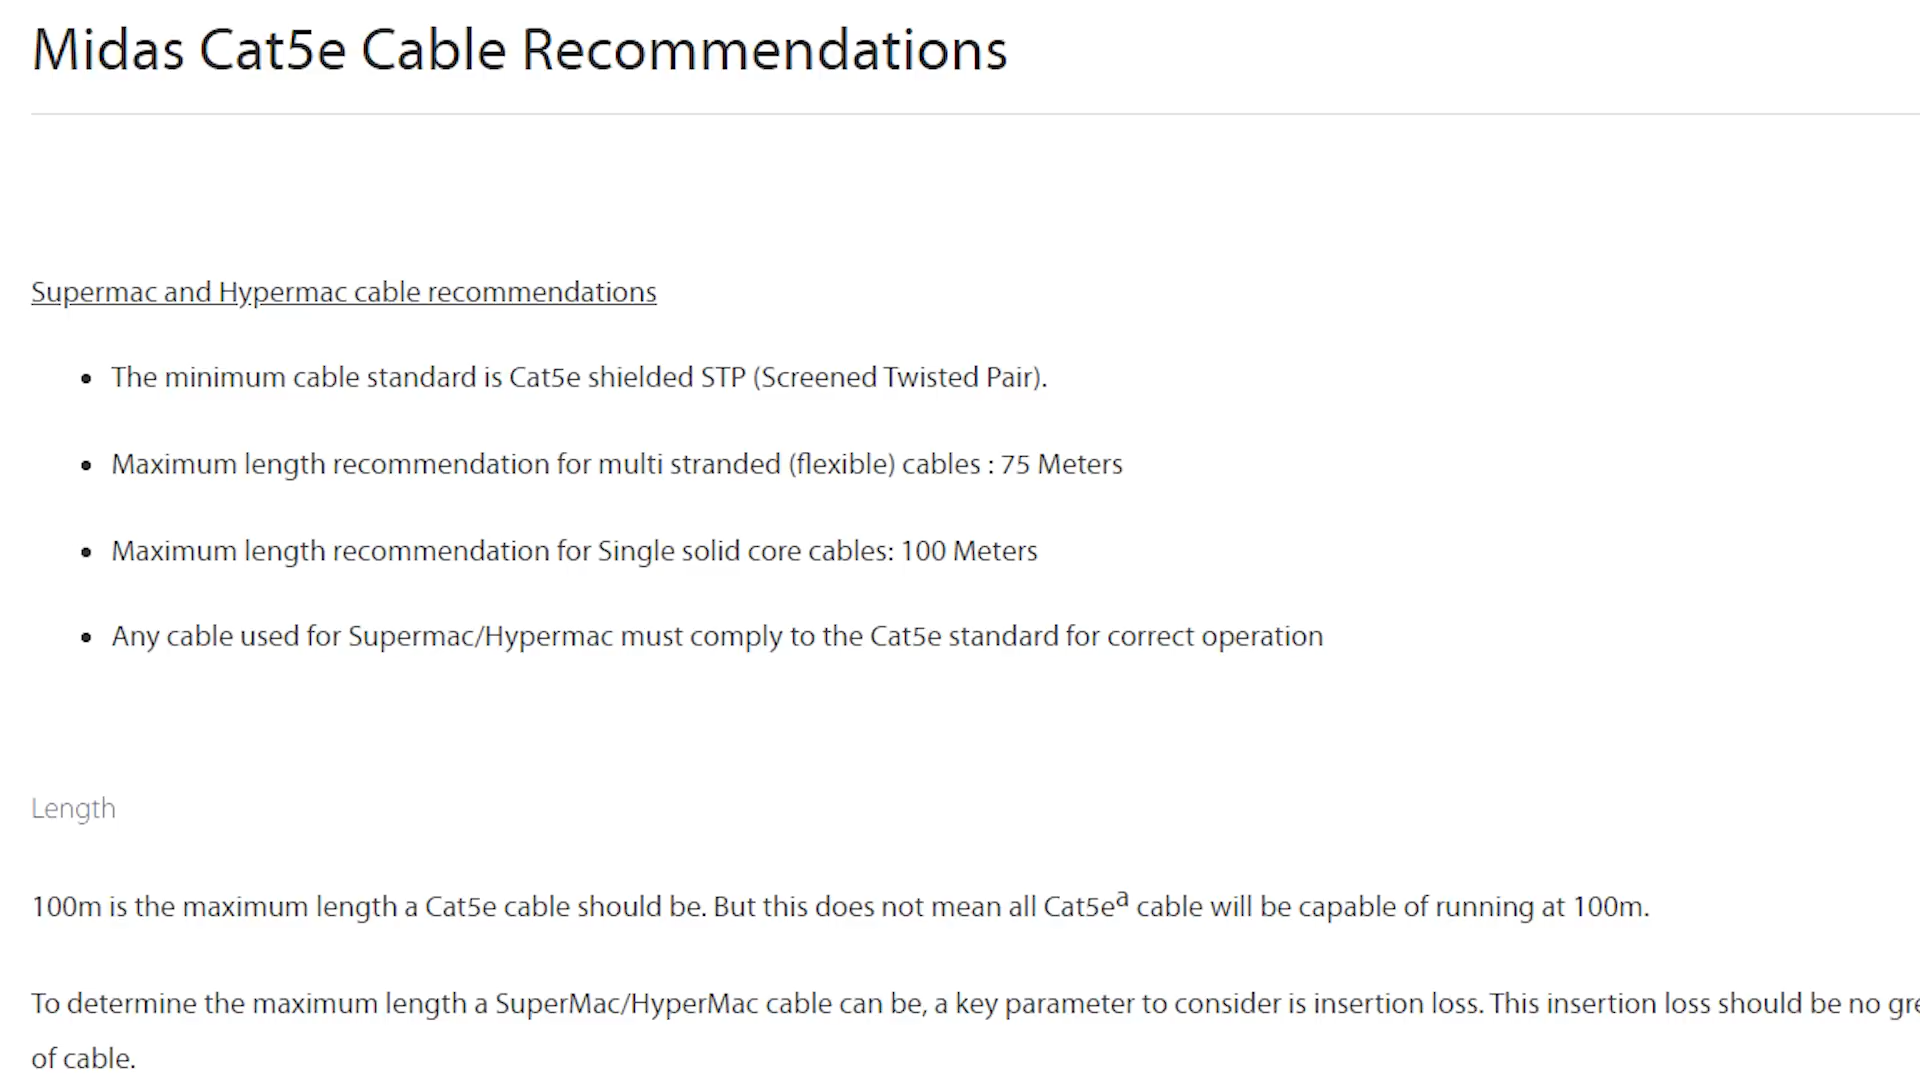 Midas Cat5e Cable Recommendations
Supermac and Hypermac cable recommendations
• The minimum cable standard is Cat5e shielded STP (Screened Twisted Pair).
• Maximum length recommendation for multi stranded (flexible) cables : 75 Meters
• Maximum length recommendation for Single solid core cables: 100 Meters
• Any cable used for Supermac/Hypermac must comply to the Cat5e standard for correct operation
Length
100m is the maximum length a Cat5e cable should be. But this does not mean all Cat5eª cable will be capable of running at 100m.
To determine the maximum length a SuperMac/HyperMac cable can be, a key parameter to consider is insertion loss. This insertion loss should be no
of cable.